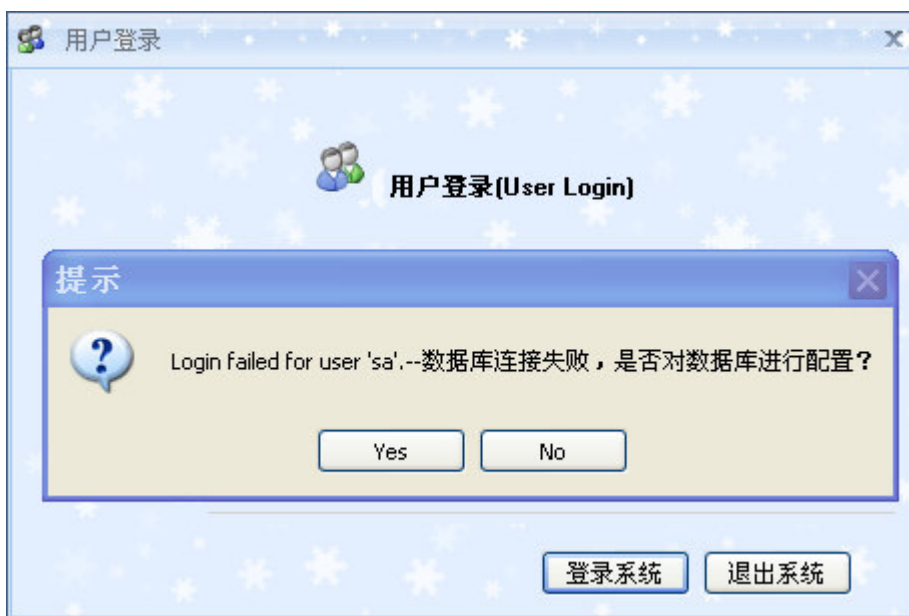 用户登录
用户登录(User Login)
提示
Login failed for user 'sa'.--数据库连接失败，是否对数据库进行配置？
Yes
No
登录系统
退出系统